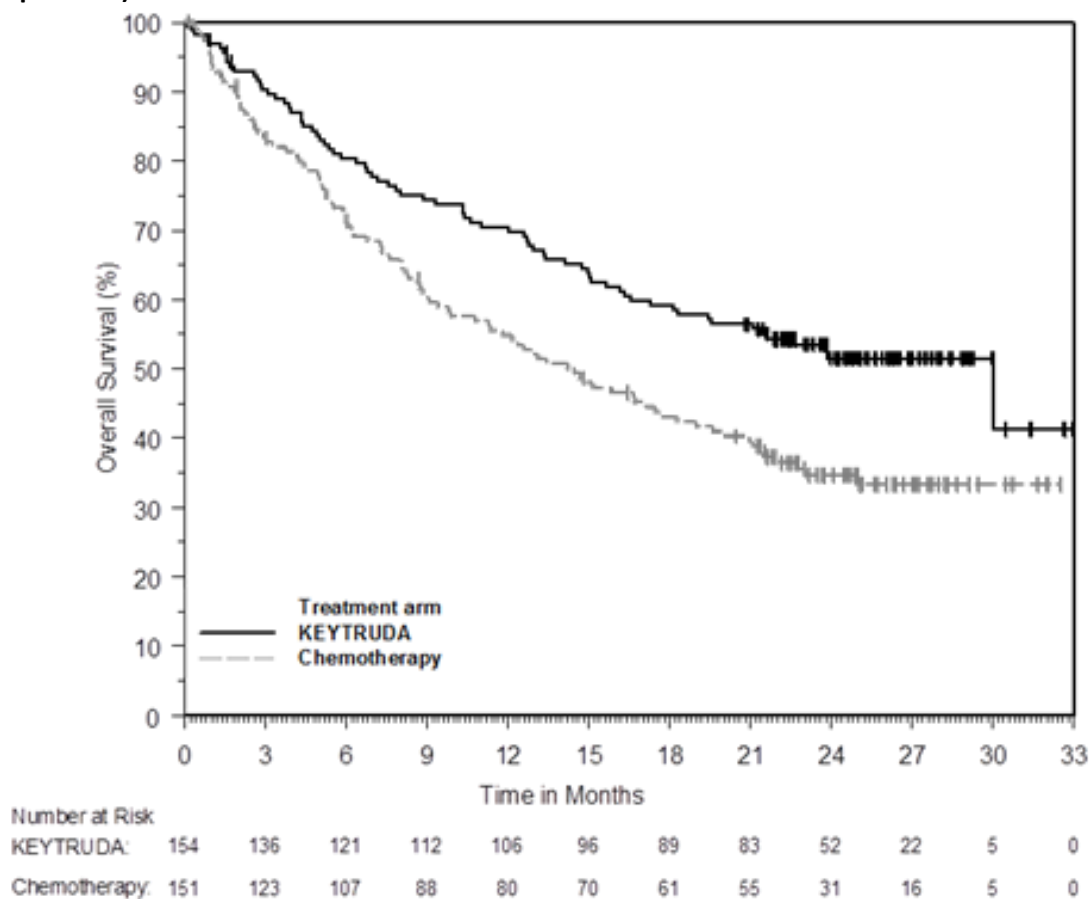 100
90
80
70
60
50
40
30
20
10
0
Overall Survival (%)
Treatment arm
KEYTRUDA
Chemotherapy
0 3 6 9 12 15 18 21 24 27 30 33
Time in Months
Number at Risk
KEYTRUDA: 154 136 121 112 106 96 89 83 52 22 5 0
Chemotherapy: 151 123 107 88 80 70 61 55 31 16 5 0